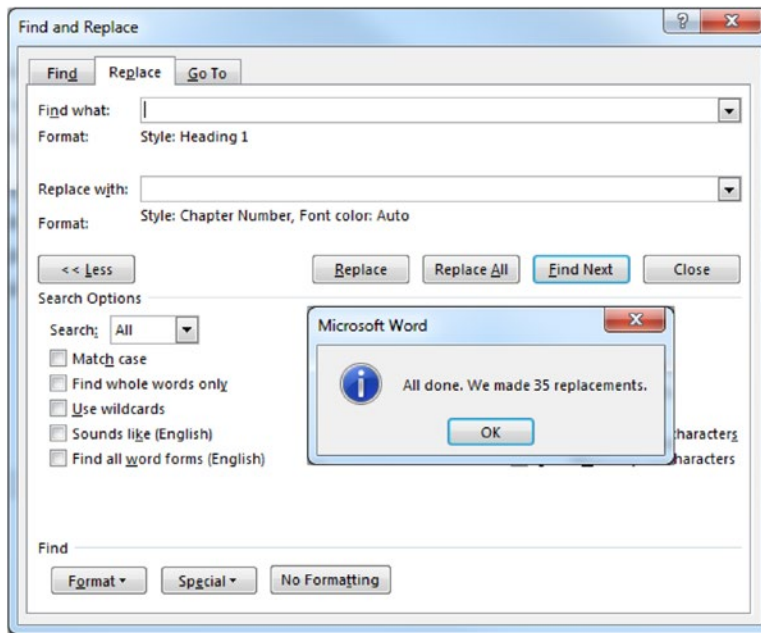 Find and Replace
Find Replace Go To
Find what:
Format: Style: Heading 1
Replace with:
Format: Style: Chapter Number, Font color: Auto
<< Less Replace Replace All Find Next Close
Search Options
Search: All
Match case
Find whole words only
Use wildcards
Sounds like (English)
Find all word forms (English)
Microsoft Word
All done. We made 35 replacements.
OK
characters
characters
Find
Format Special No Formatting